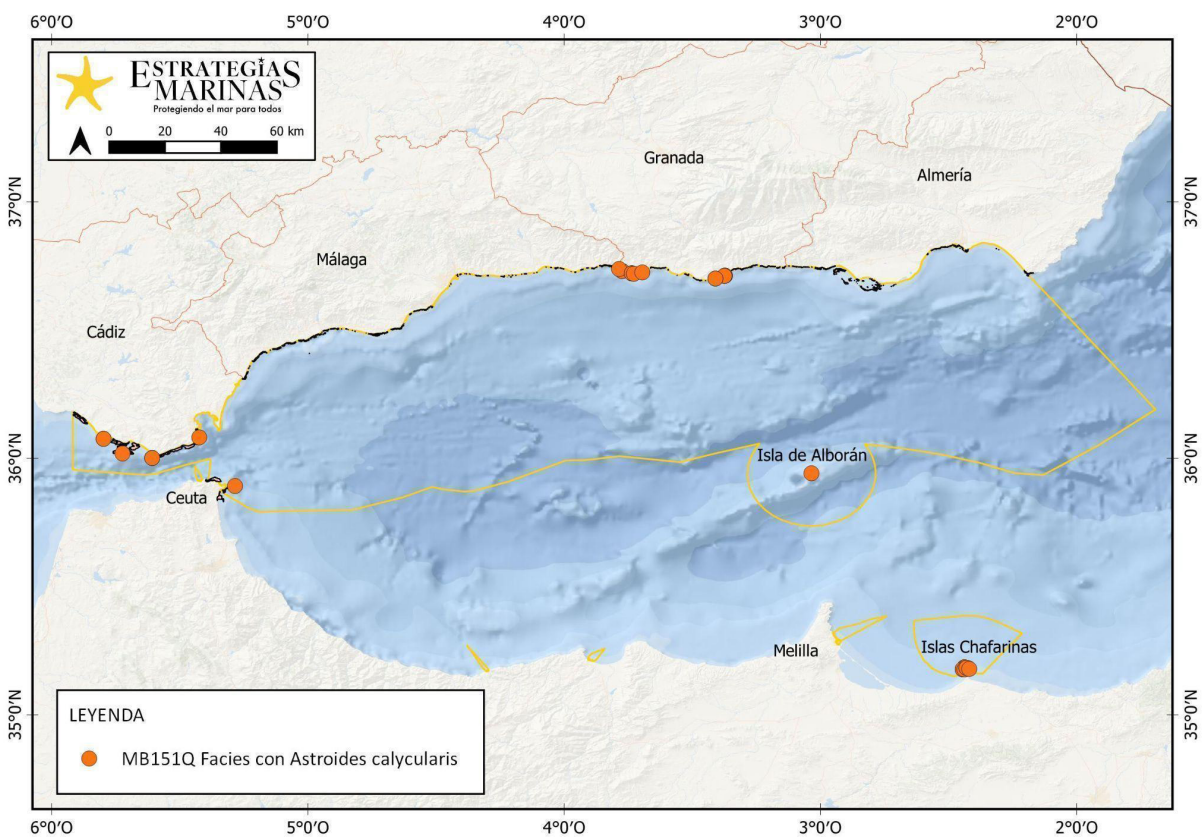 6°0'O 5°0'O 4°0'O 3°0'O 2°0'O
ESTRATEGIAS
MARINAS
Protegiendo el mar para todos
0 20 40 60 km
37°0'N
37°0'N
Granada
Almería
Málaga
Cádiz
36°0'N
36°0'N
Isla de Alborán
Ceuta
Melilla
Islas Chafarinas
35°0'N
35°0'N
LEYENDA
MB151Q Facies con Astroides calycularis
6°0'O 5°0'O 4°0'O 3°0'O 2°0'O